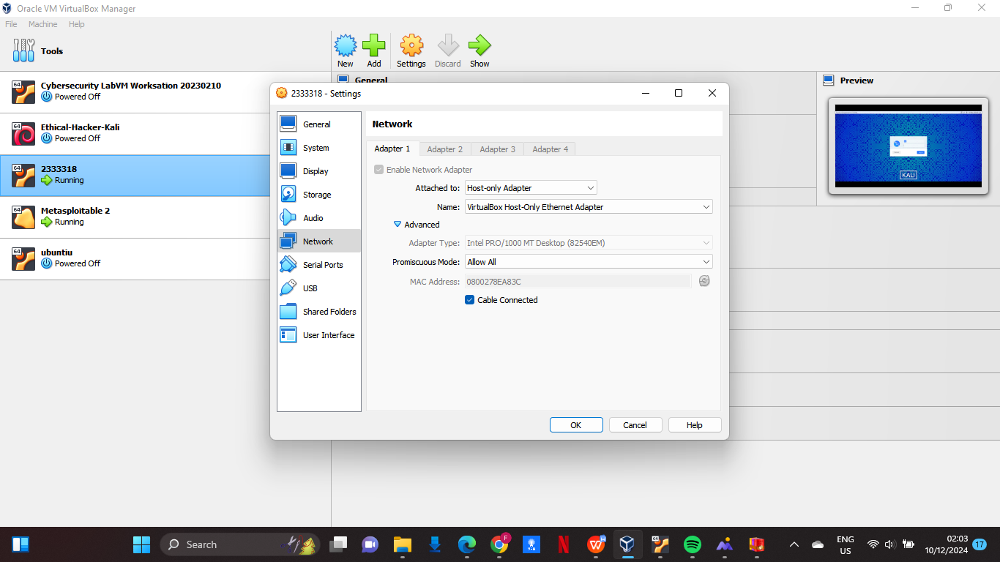 Oracle VM VirtualBox Manager
File Machine Help
Tools
New Add Settings Discard Show
64
Cybersecurity LabVM Worksation 20230210
Powered Off
64
Ethical-Hacker-Kali
Powered Off
64
2333318
Running
64
Metasploitable 2
Running
64
ubuntiu
Powered Off
General
Preview
KALI
2333318 - Settings
General
System
Display
Storage
Audio
Network
Serial Ports
USB
Shared Folders
User Interface
Network
Adapter 1 Adapter 2 Adapter 3 Adapter 4
Enable Network Adapter
Attached to: Host-only Adapter
Name: VirtualBox Host-Only Ethernet Adapter
Advanced
Adapter Type: Intel PRO/1000 MT Desktop (82540EM)
Promiscuous Mode: Allow All
MAC Address: 0800278EA83C
Cable Connected
OK Cancel Help
Search
F
N
W
64
ENG
US
02:03
10/12/2024
17